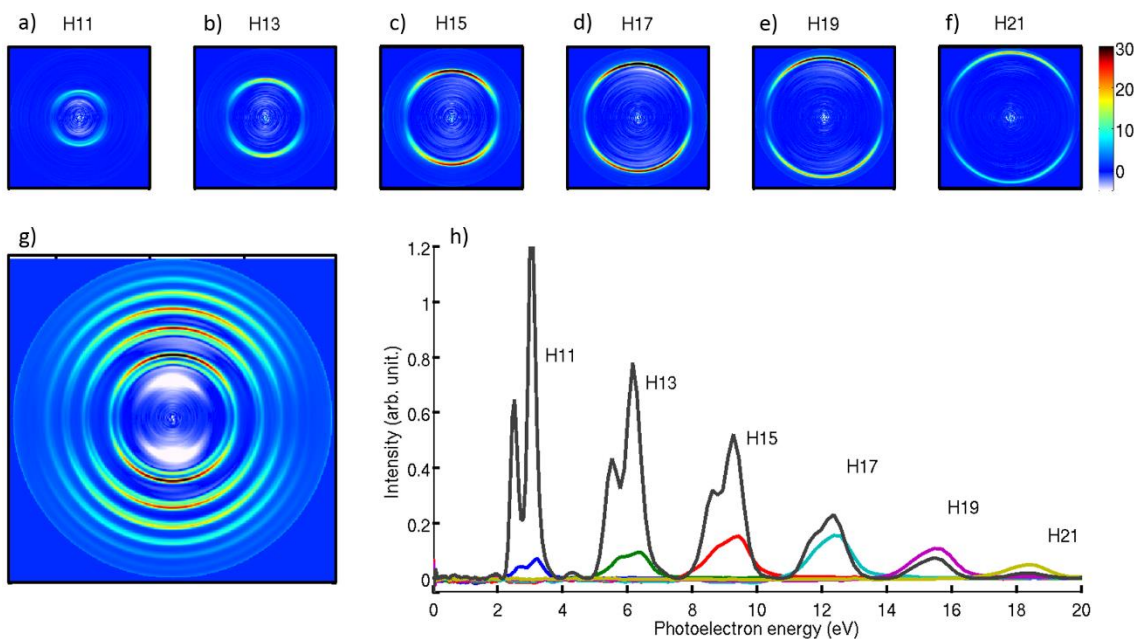 a) H11
b) H13
c) H15
d) H17
e) H19
f) H21
30
20
10
0
g)
h)
1.2
1
0.8
0.6
0.4
0.2
0
Intensity (arb. unit.)
H11
H13
H15
H17
H19
H21
0 2 4 6 8 10 12 14 16 18 20
Photoelectron energy (eV)